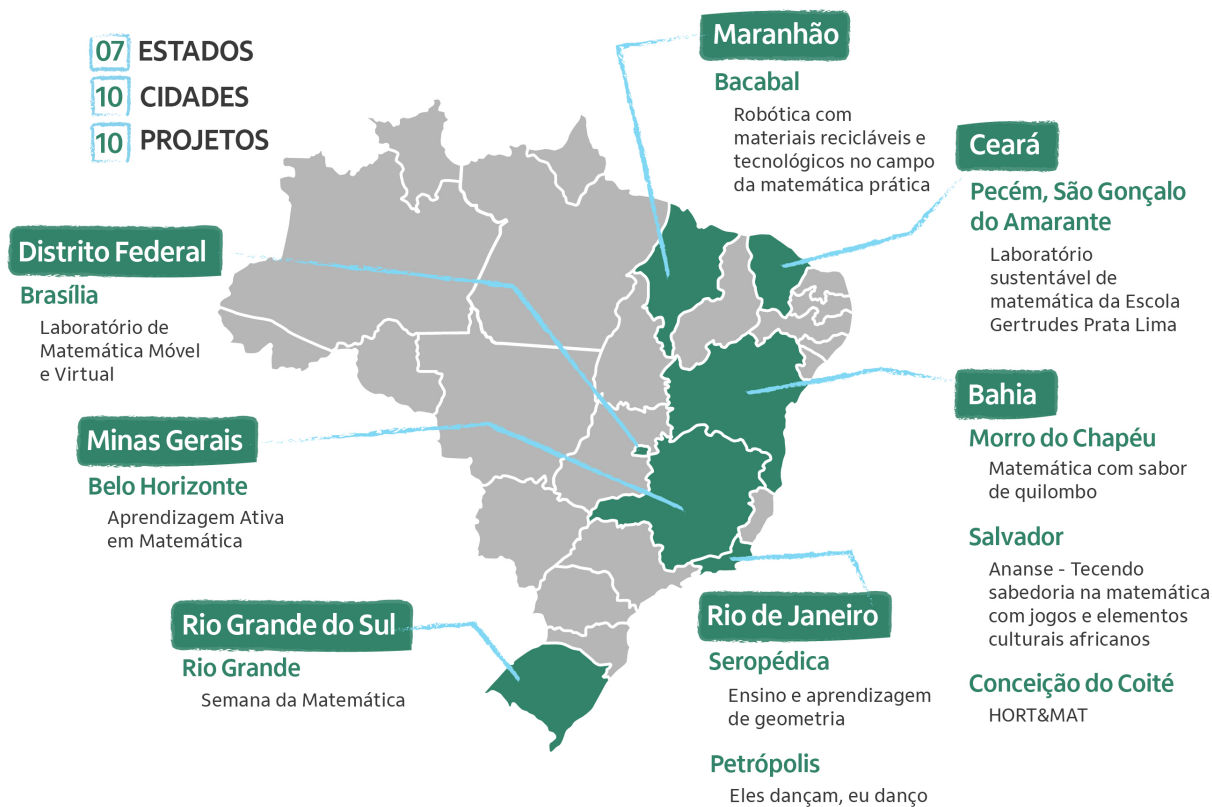 07 ESTADOS
10 CIDADES
10 PROJETOS
Maranhão
Bacabal
Robótica com
materiais recicláveis e
tecnológicos no campo
da matemática prática
Ceará
Pecém, São Gonçalo
do Amarante
Laboratório
sustentável de
matemática da Escola
Gertrudes Prata Lima
Distrito Federal
Brasília
Laboratório de
Matemática Móvel
e Virtual
Bahia
Morro do Chapéu
Matemática com sabor
de quilombo
Salvador
Ananse - Tecendo
sabedoria na matemática
com jogos e elementos
culturais africanos
Conceição do Coité
HORT&MAT
Minas Gerais
Belo Horizonte
Aprendizagem Ativa
em Matemática
Rio Grande do Sul
Rio Grande
Semana da Matemática
Rio de Janeiro
Seropédica
Ensino e aprendizagem
de geometria
Petrópolis
Eles dançam, eu danço